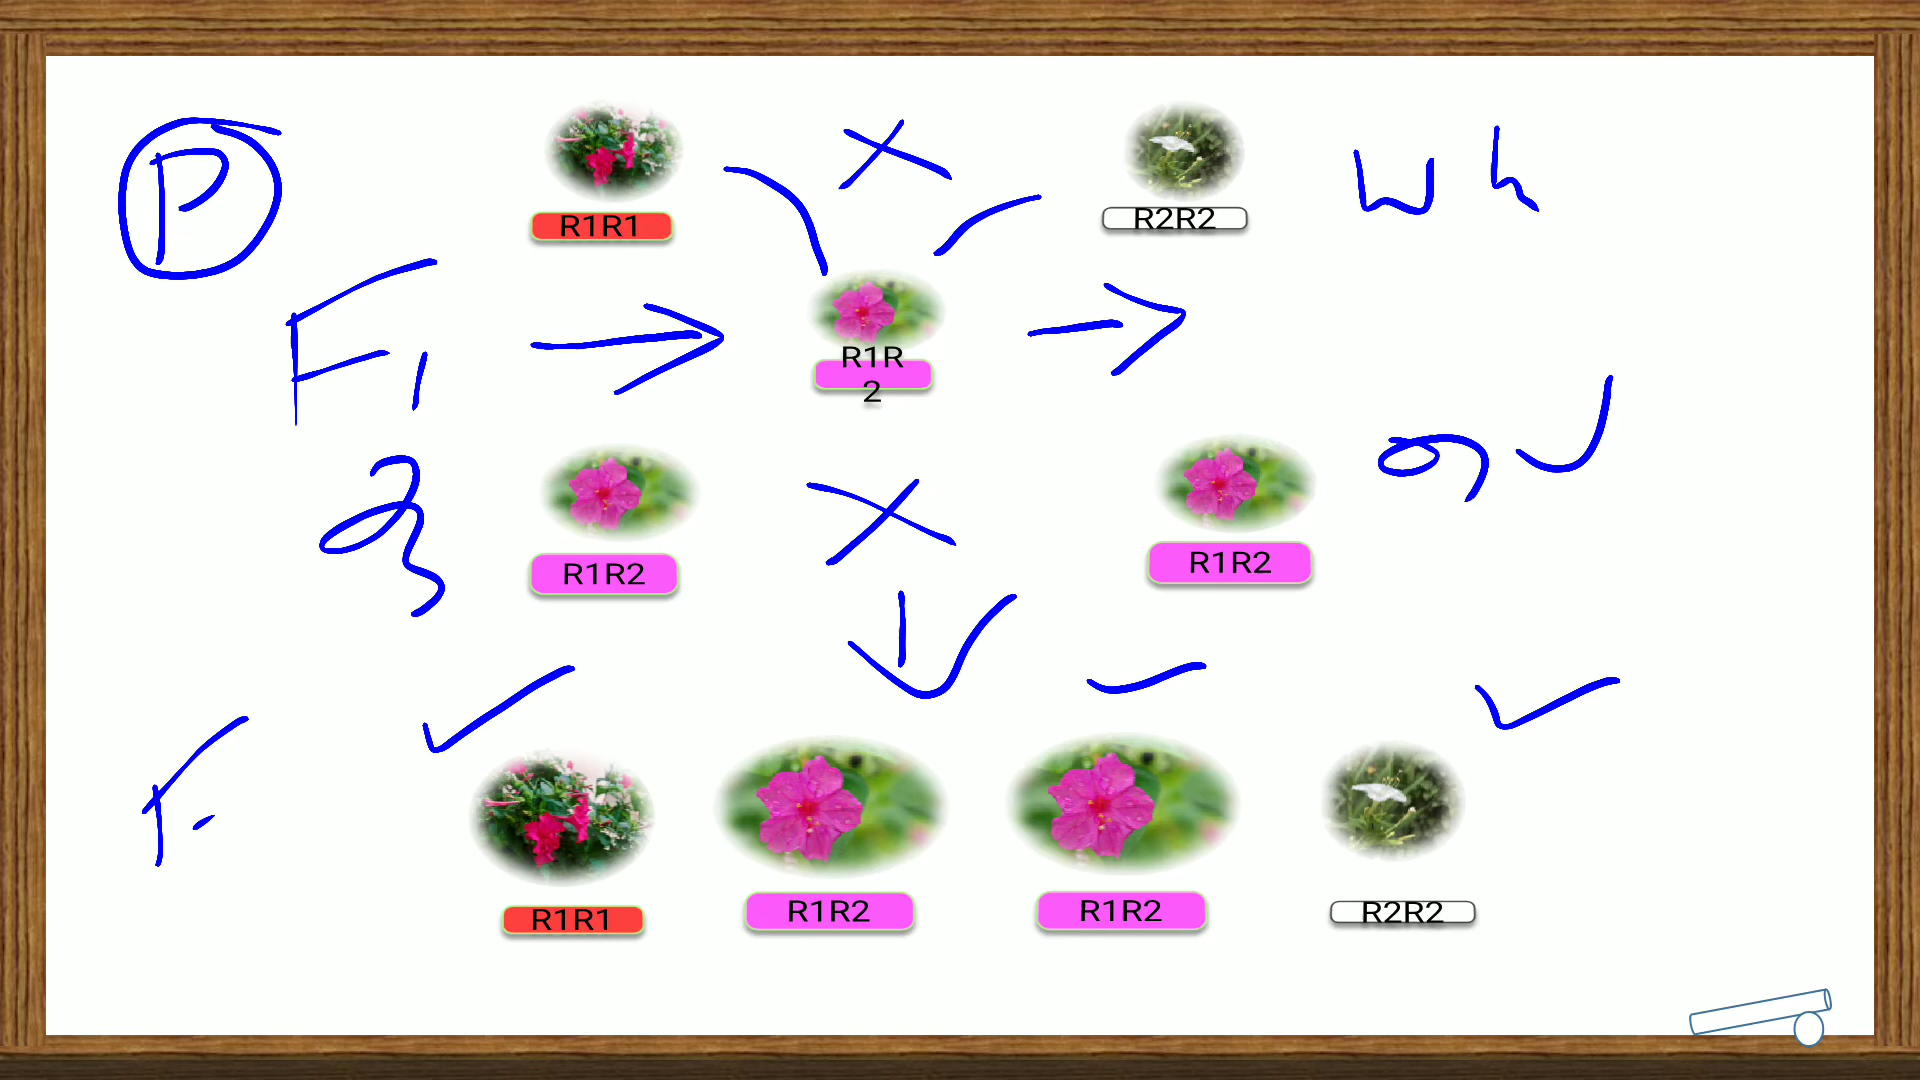 P R1R1 X R2R2 Wh
F1 R1R
2
R1R2 X R1R2
R1R1 R1R2 R1R2 R2R2